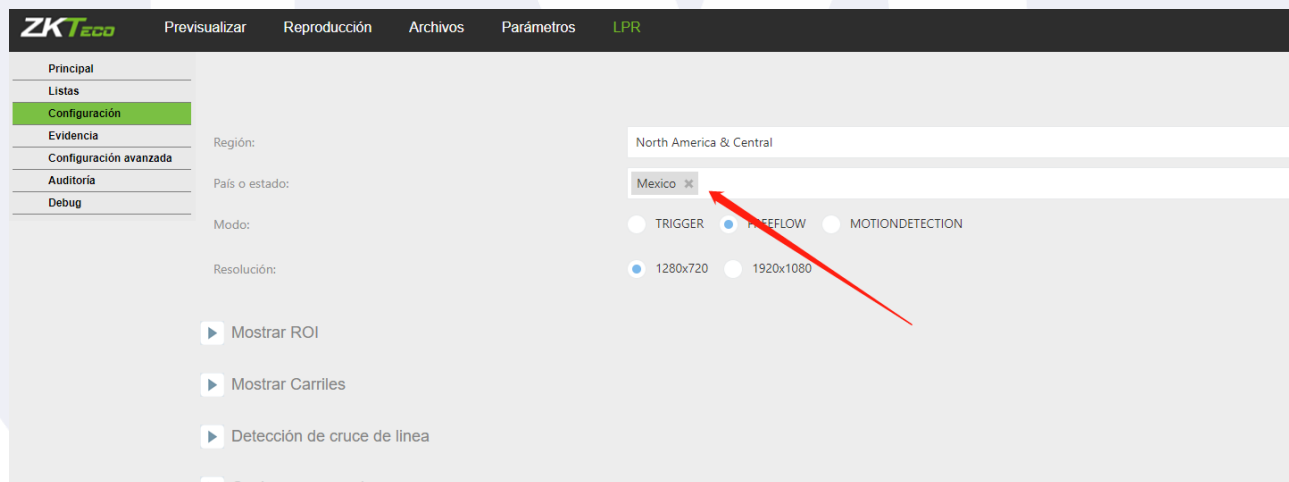 ZKTeco Previsualizar Reproducción Archivos Parámetros LPR
Principal
Listas
Configuración
Evidencia
Configuración avanzada
Auditoría
Debug
Región: North America & Central
País o estado: Mexico
Modo: TRIGGER FREEFLOW MOTIONDETECTION
Resolución: 1280x720 1920x1080
Mostrar ROI
Mostrar Carriles
Detección de cruce de linea